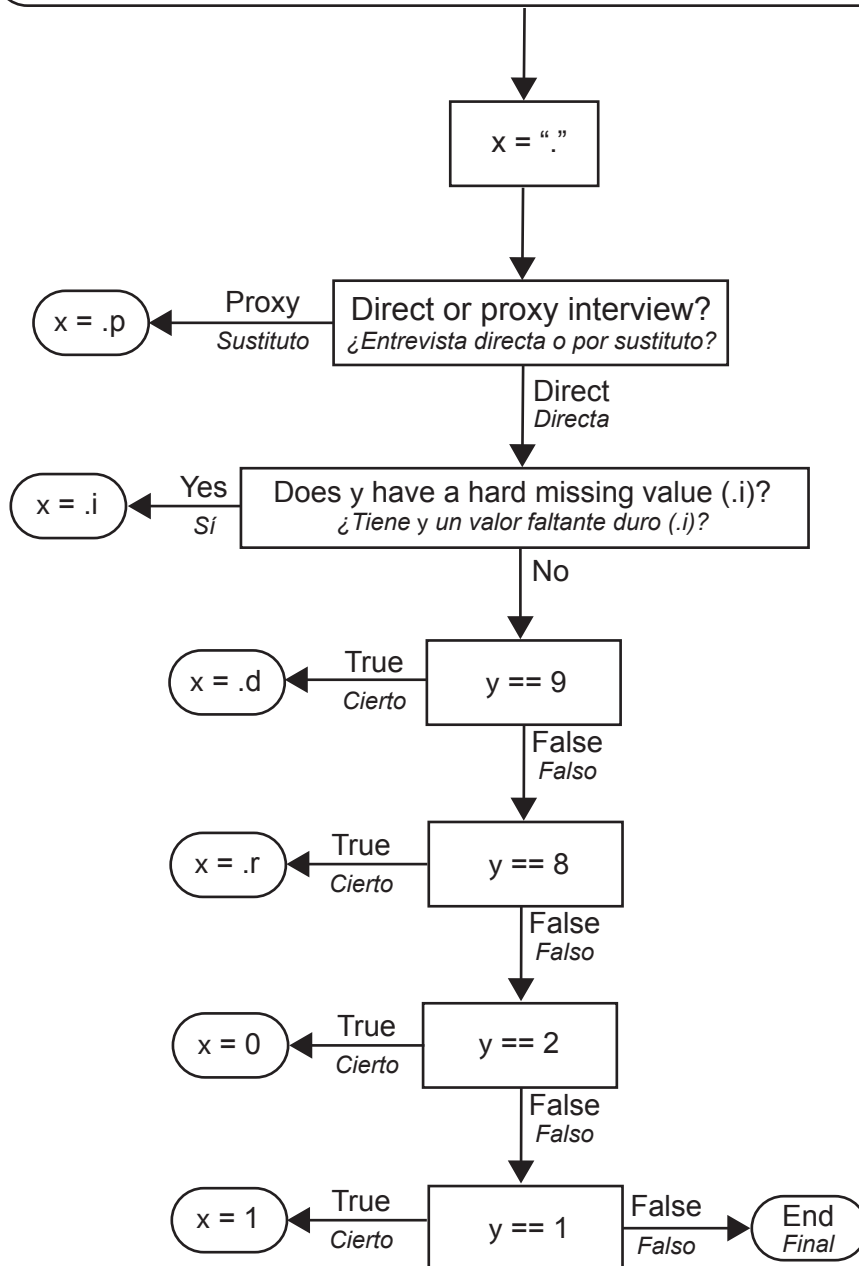 x = “.”
Proxy
Sustituto
Direct or proxy interview?
¿Entrevista directa o por sustituto?
x = .p
Direct
Directa
Does y have a hard missing value (.i)?
¿Tiene y un valor faltante duro (.i)?
Yes
Sí
x = .i
No
y == 9
True
Cierto
x = .d
False
Falso
y == 8
True
Cierto
x = .r
False
Falso
y == 2
True
Cierto
x = 0
False
Falso
y == 1
True
Cierto
x = 1
False
Falso
End
Final